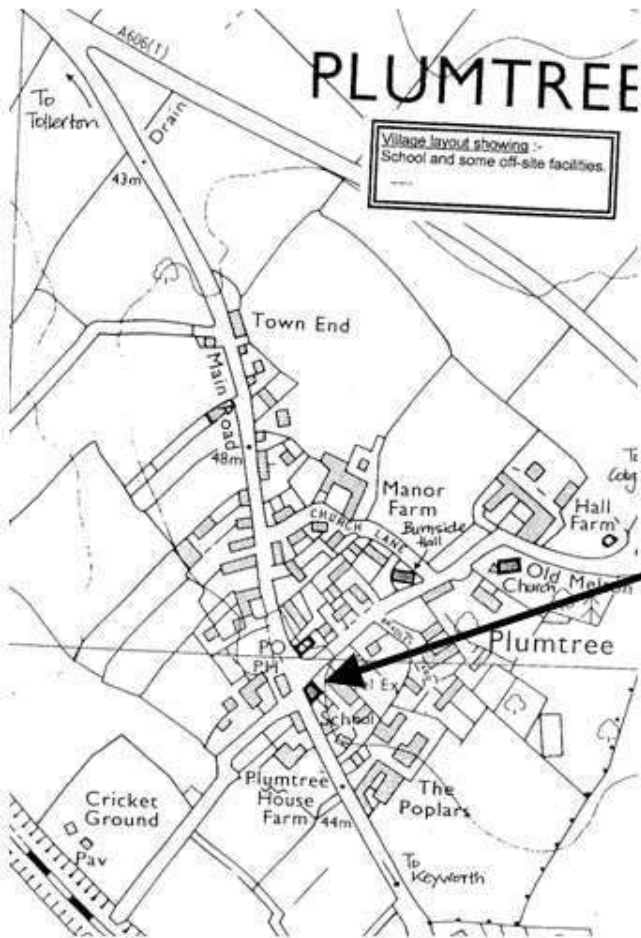 A606(t)
PLUMTREE
To
Tollerton
Drain
Village layout showing :-
School and some off-site facilities.
43m
Town End
Main Road
48m
Manor
Farm
CHURCH LANE
Burnside
Hall
To
Hall
Farm
Old Melton
Church
PO
PH
Plumtree
School
Plumtree
House
Farm
44m
The
Poplars
Cricket
Ground
Pav
To
Keyworth